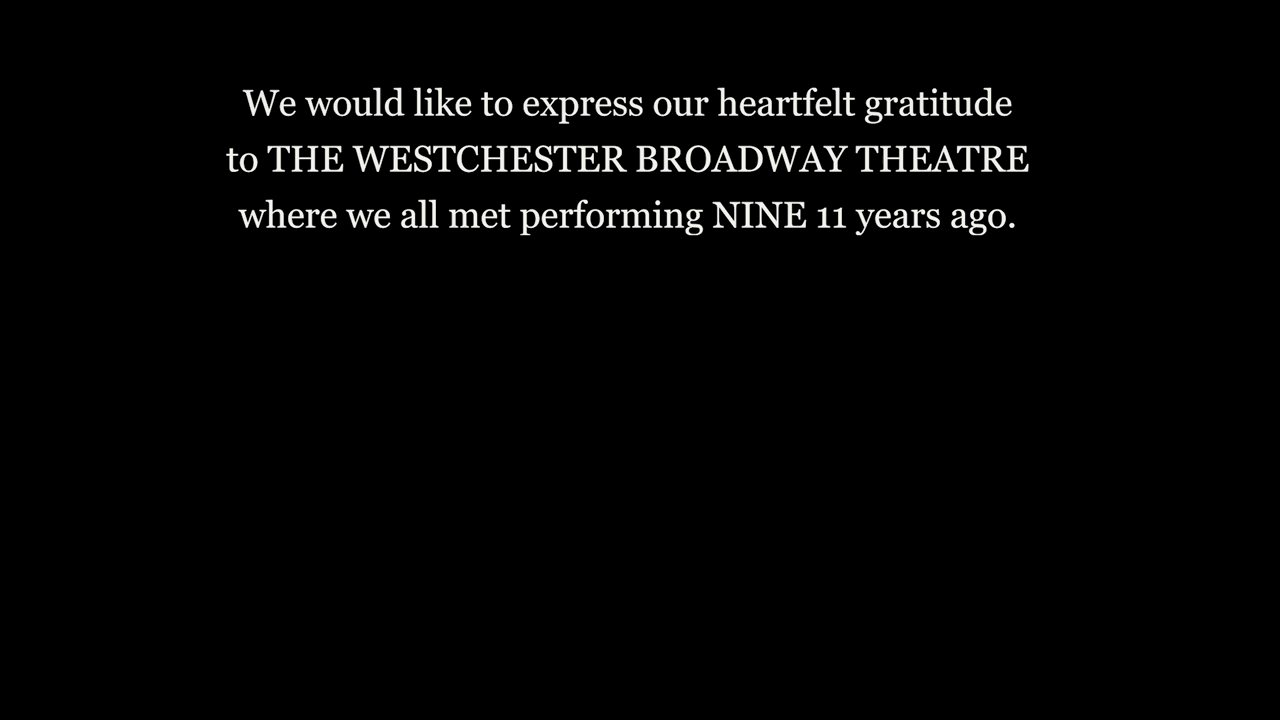 We would like to express our heartfelt gratitude
to THE WESTCHESTER BROADWAY THEATRE
where we all met performing NINE 11 years ago.